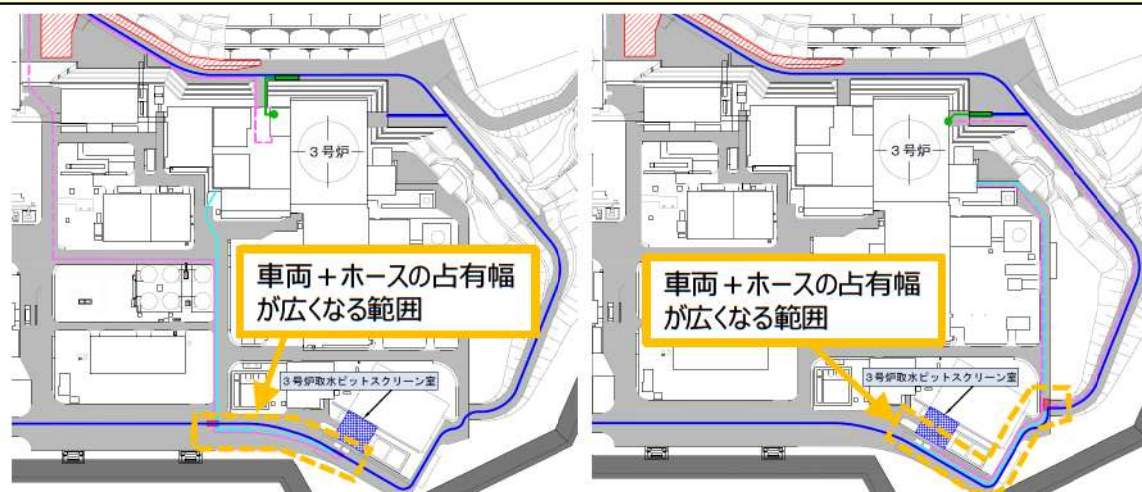 3号炉
車両+ホースの占有幅
が広くなる範囲
3号炉取水ピットスクリーン室
3号炉
車両+ホースの占有幅
が広くなる範囲
3号炉取水ピットスクリーン室